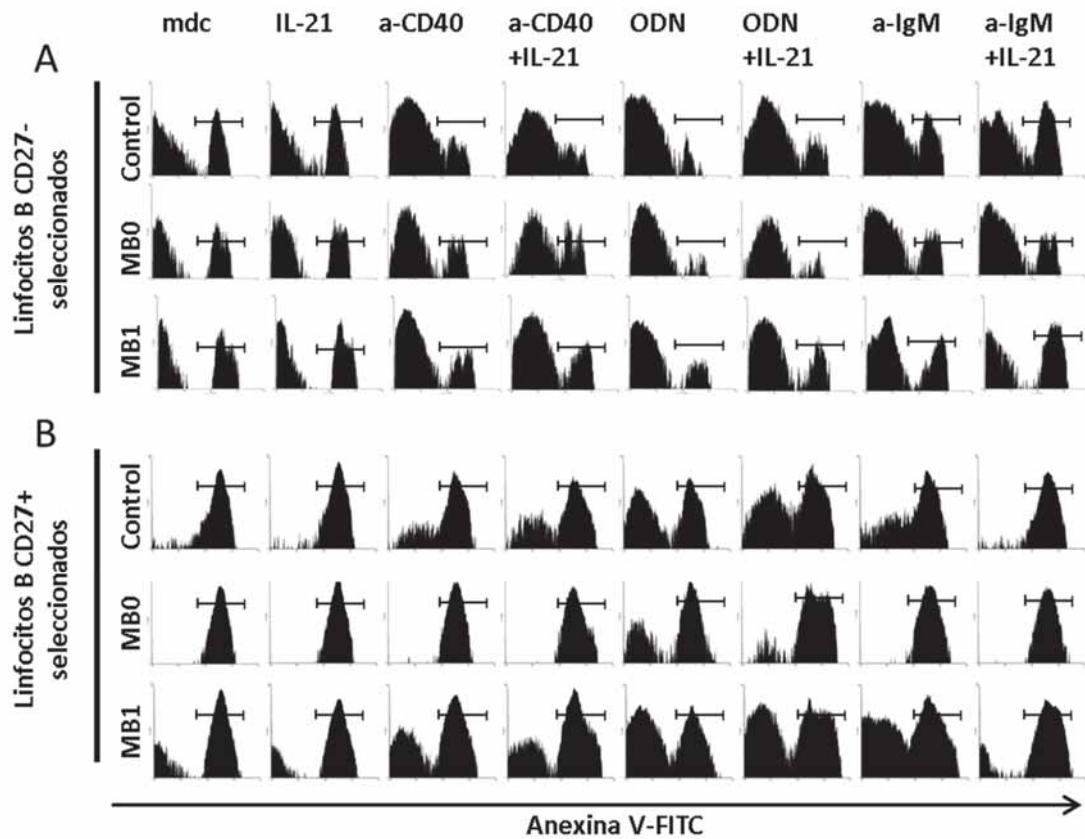 mdc IL-21 a-CD40 a-CD40 ODN ODN a-IgM a-IgM
+IL-21 +IL-21 +IL-21
A
Linfocitos B CD27-
seleccionados
Control
MB0
MB1
B
Linfocitos B CD27+
seleccionados
Control
MB0
MB1
Anexina V-FITC